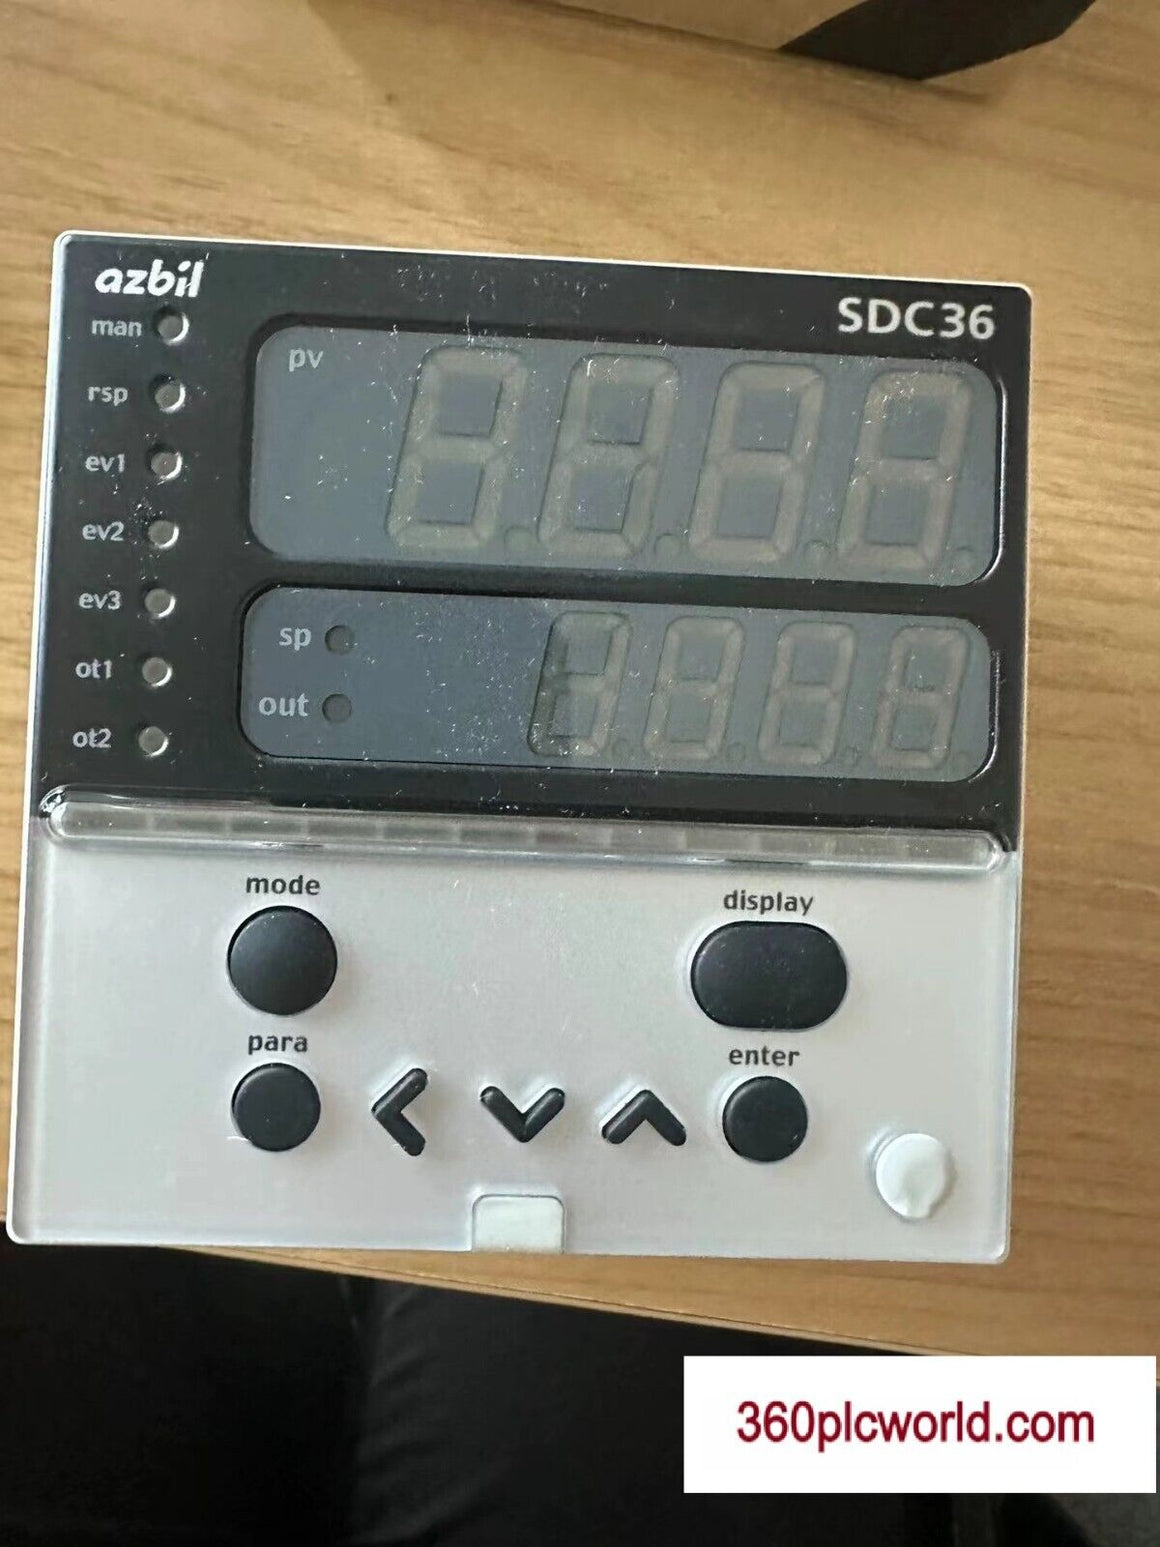 azbil
SDC36
man
rsp
ev1
ev2
ev3
ot1
ot2
pv
sp
out
mode
display
para
enter
360plcworld.com